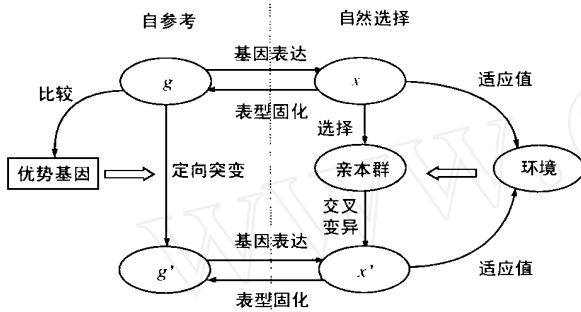 自参考
自然选择
基因表达
g
x
适应值
比较
表型固化
选择
优势基因
定向突变
亲本群
环境
交叉
变异
基因表达
g'
x'
适应值
表型固化